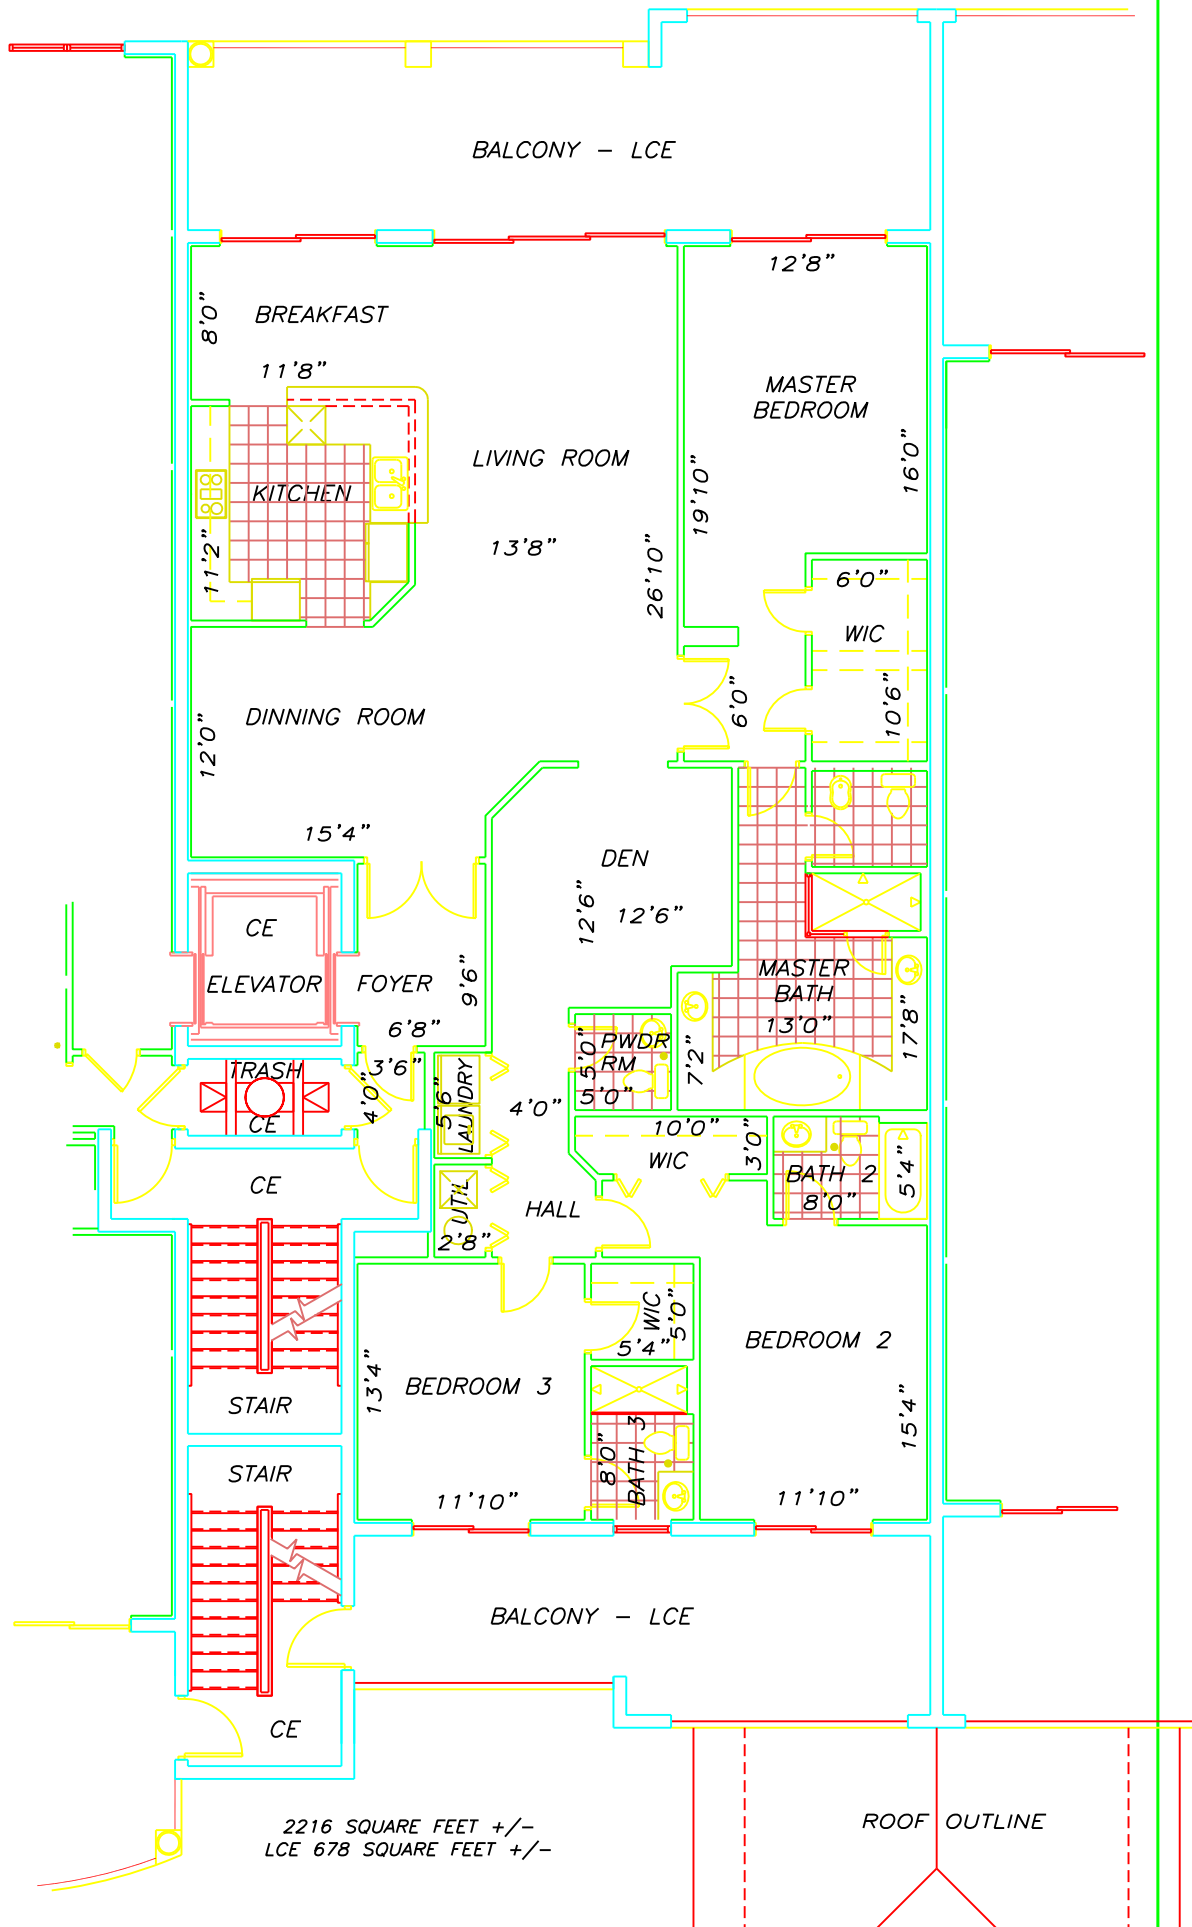 BALCONY - LCE
12'8"
8'0"
BREAKFAST
11'8"
MASTER
BEDROOM
LIVING ROOM
16'0"
19'10"
KITCHEN
13'8"
11'2"
26'10"
6'0"
WIC
6'0"
10'6"
DINNING ROOM
12'0"
15'4"
DEN
12'6"
12'6"
CE
ELEVATOR
FOYER
9'6"
MASTER
BATH
13'0"
17'8"
6'8"
PWDR
RM
5'0"
5'0"
7'2"
TRASH
CE
3'6"
4'0"
5'6"
LAUNDRY
4'0"
10'0"
WIC
3'0"
BATH 2
8'0"
5'4"
CE
UTIL
2'8"
HALL
WIC
5'0"
5'4"
BEDROOM 2
13'4"
BEDROOM 3
STAIR
15'4"
8'0"
BATH 3
STAIR
11'10"
11'10"
BALCONY - LCE
CE
2216 SQUARE FEET +/-
LCE 678 SQUARE FEET +/-
ROOF OUTLINE